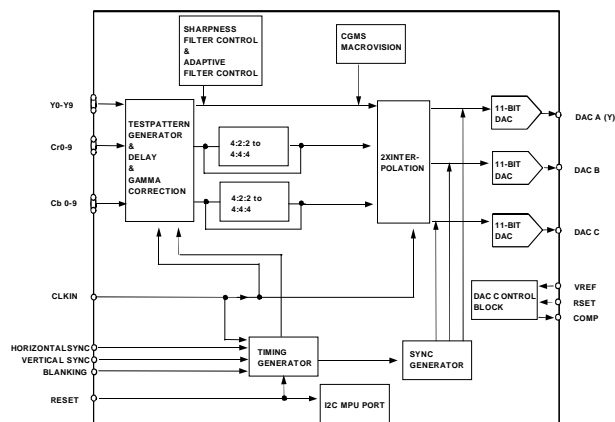 SHARPNESS
FILTER CONTROL
&
ADAPTIVE
FILTER CONTROL
CGMS
MACROVISION
Y0-Y9
Cr0-9
Cb 0-9
TESTPATTERN
GENERATOR
&
DELAY
&
GAMMA
CORRECTION
4:2:2 to
4:4:4
4:2:2 to
4:4:4
2XINTER-
POLATION
11-BIT
DAC
DAC A (Y)
11-BIT
DAC
DAC B
11-BIT
DAC
DAC C
CLKIN
HORIZONTALSYNC
VERTICAL SYNC
BLANKING
RESET
TIMING
GENERATOR
SYNC
GENERATOR
I2C MPU PORT
DAC CONTROL
BLOCK
VREF
RSET
COMP